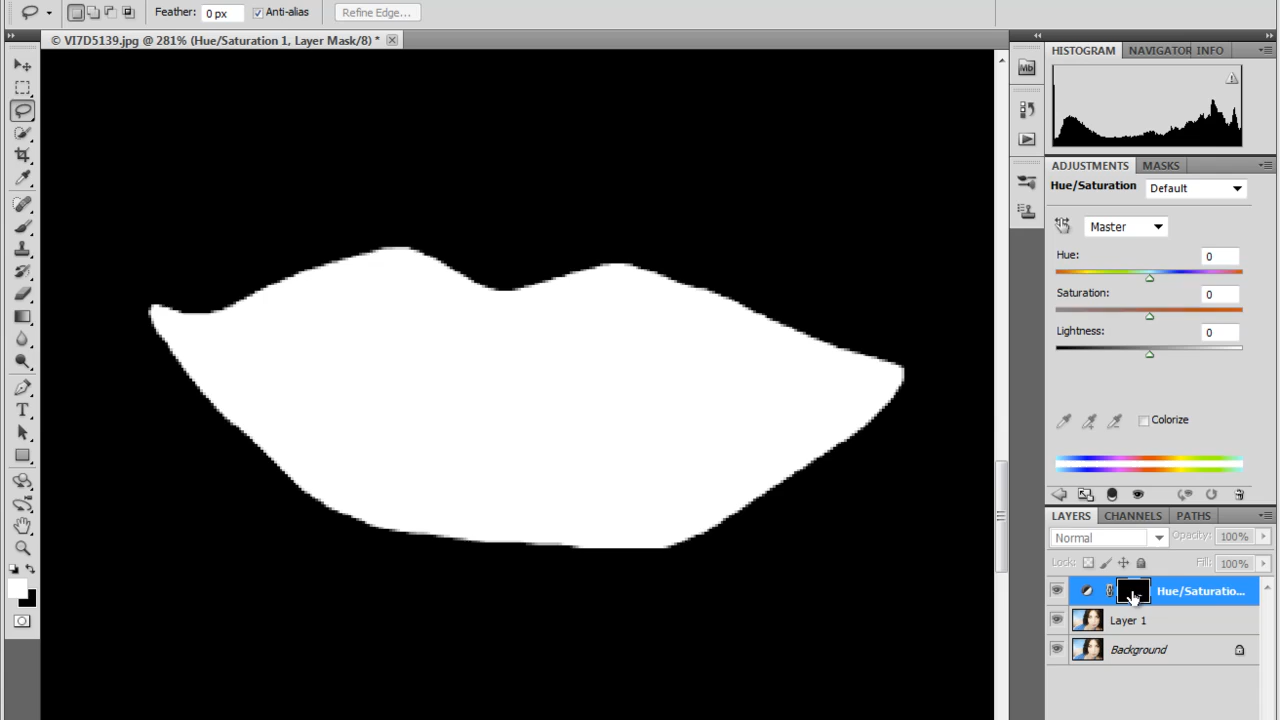 Feather: 0 px Anti-alias Refine Edge...
© VI7D5139.jpg @ 281% (Hue/Saturation 1, Layer Mask/8) *
HISTOGRAM NAVIGATOR INFO
Mb
ADJUSTMENTS MASKS
Hue/Saturation Default
Master
Hue: 0
Saturation: 0
Lightness: 0
Colorize
LAYERS CHANNELS PATHS
Normal Opacity: 100%
Lock: Fill: 100%
Hue/Saturatio...
Layer 1
Background
T